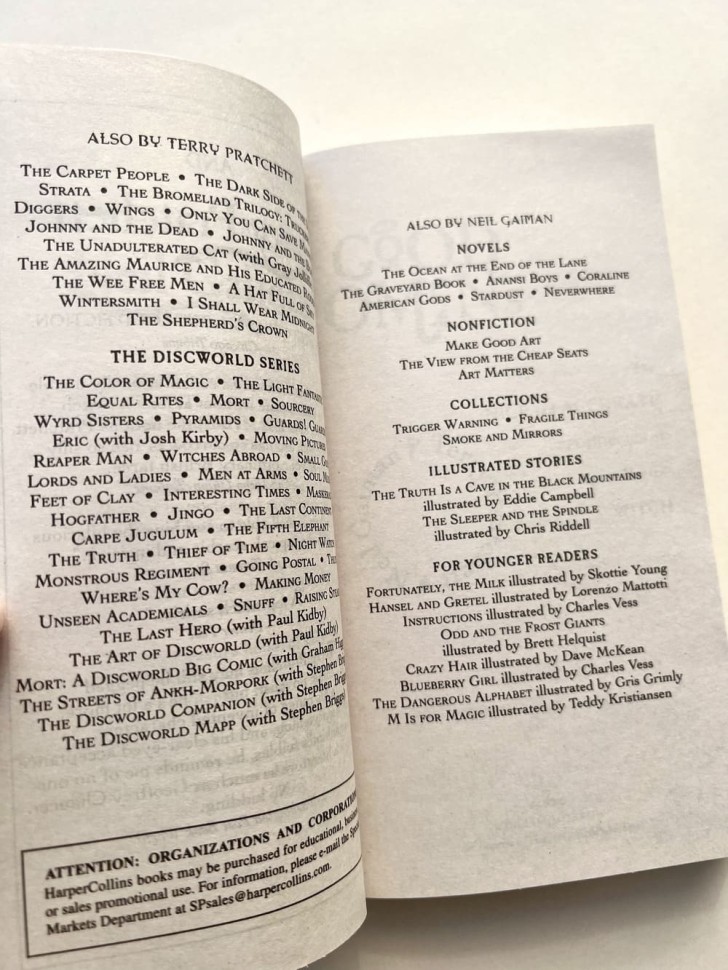 ALSO BY TERRY PRATCHETT
THE CARPET PEOPLE • THE DARK SIDE OF THE
STRATA • THE BROMELIAD TRILOGY:
DIGGERS • WINGS • ONLY YOU CAN SAVE
JOHNNY AND THE DEAD • JOHNNY AND THE
THE UNADULTERATED CAT (with Gray
THE AMAZING MAURICE AND HIS EDUCATED
THE WEE FREE MEN • A HAT FULL OF
WINTERSMITH • I SHALL WEAR MIDNIGHT
THE SHEPHERD'S CROWN
THE DISCWORLD SERIES
THE COLOR OF MAGIC • THE LIGHT
EQUAL RITES • MORT • SOURCERY
WYRD SISTERS • PYRAMIDS • GUARDS!
ERIC (with Josh Kirby) • MOVING
REAPER MAN • WITCHES ABROAD • SMALL
LORDS AND LADIES • MEN AT ARMS • SOUL
FEET OF CLAY • INTERESTING TIMES •
HOGFATHER • JINGO • THE LAST
CARPE JUGULUM • THE FIFTH ELEPHANT
THE TRUTH • THIEF OF TIME • NIGHT
MONSTROUS REGIMENT • GOING POSTAL •
WHERE'S MY COW? • MAKING MONEY
UNSEEN ACADEMICALS • SNUFF • RAISING
THE LAST HERO (with Paul Kidby)
THE ART OF DISCWORLD (with Paul Kidby)
MORT: A DISCWORLD BIG COMIC (with Graham
THE STREETS OF ANKH-MORPORK (with Stephen
THE DISCWORLD COMPANION (with Stephen
THE DISCWORLD MAPP (with Stephen Briggs)
ATTENTION: ORGANIZATIONS AND
HarperCollins books may be purchased for educational,
or sales promotional use. For information, please e-mail the
Markets Department at SPsales@harpercollins.com.
ALSO BY NEIL GAIMAN
NOVELS
THE OCEAN AT THE END OF THE LANE
THE GRAVEYARD BOOK • ANANSI BOYS • CORALINE
AMERICAN GODS • STARDUST • NEVERWHERE
NONFICTION
MAKE GOOD ART
THE VIEW FROM THE CHEAP SEATS
ART MATTERS
COLLECTIONS
TRIGGER WARNING • FRAGILE THINGS
SMOKE AND MIRRORS
ILLUSTRATED STORIES
THE TRUTH IS A CAVE IN THE BLACK MOUNTAINS
illustrated by Eddie Campbell
THE SLEEPER AND THE SPINDLE
illustrated by Chris Riddell
FOR YOUNGER READERS
FORTUNATELY, THE MILK illustrated by Skottie Young
HANSEL AND GRETEL illustrated by Lorenzo Mattotti
INSTRUCTIONS illustrated by Charles Vess
ODD AND THE FROST GIANTS
illustrated by Brett Helquist
CRAZY HAIR illustrated by Dave McKean
BLUEBERRY GIRL illustrated by Charles Vess
THE DANGEROUS ALPHABET illustrated by Gris Grimly
M IS FOR MAGIC illustrated by Teddy Kristiansen